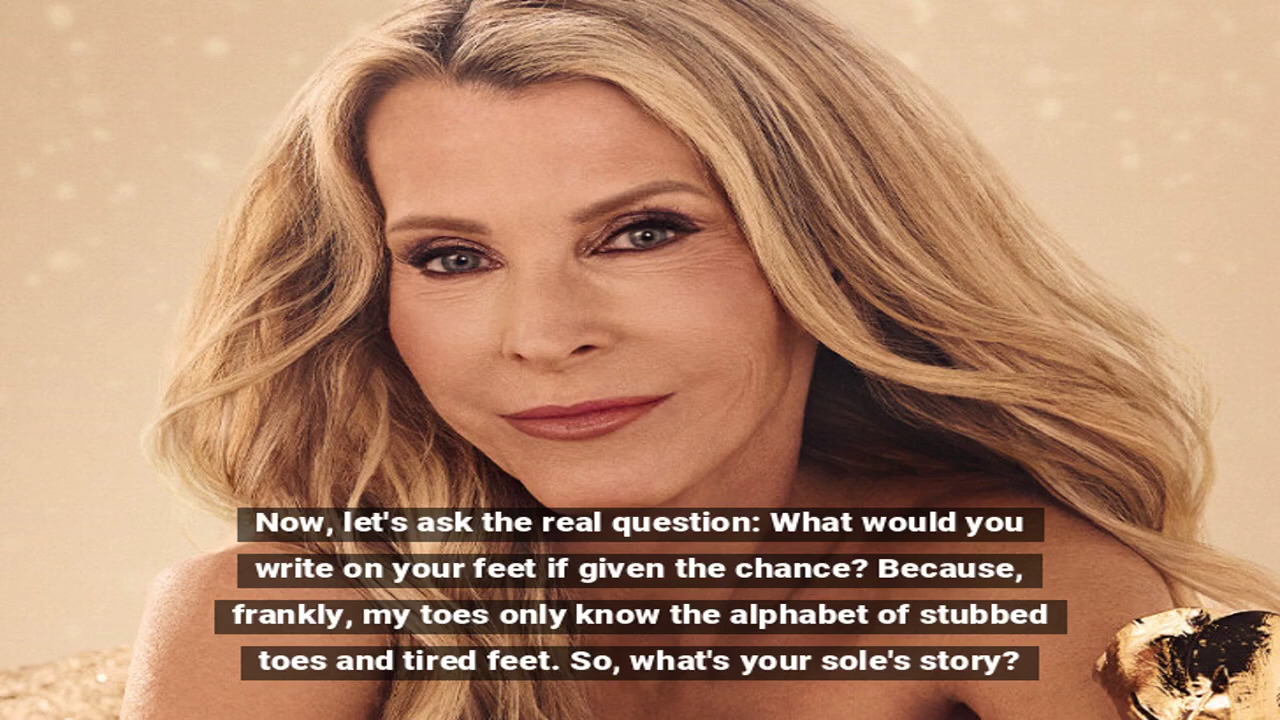 Now, let's ask the real question: What would you
write on your feet if given the chance? Because,
frankly, my toes only know the alphabet of stubbed
toes and tired feet. So, what's your sole's story?